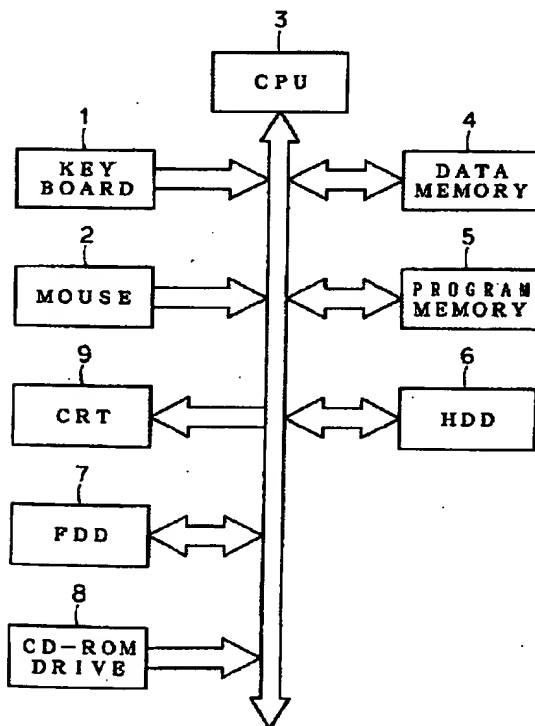 3
CPU
1
KEY
BOARD
4
DATA
MEMORY
2
MOUSE
5
PROGRAM
MEMORY
9
CRT
6
HDD
7
FDD
8
CD-ROM
DRIVE